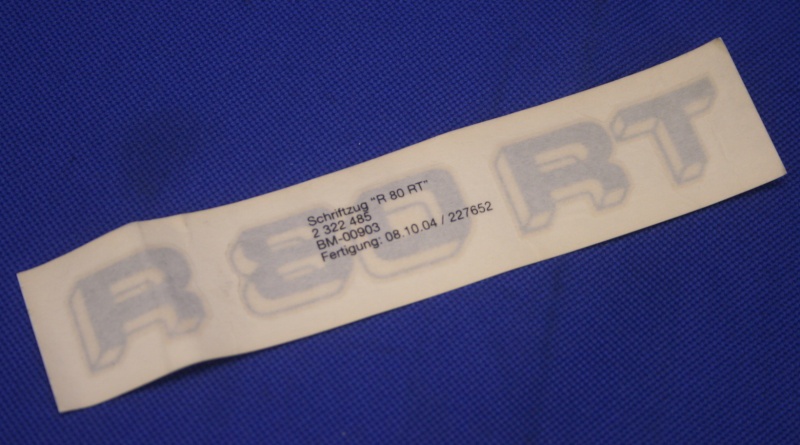 R 80 RT
Schriftzug "R 80 RT"
2 322 485
BM-00903
Fertigung: 08.10.04 / 227652